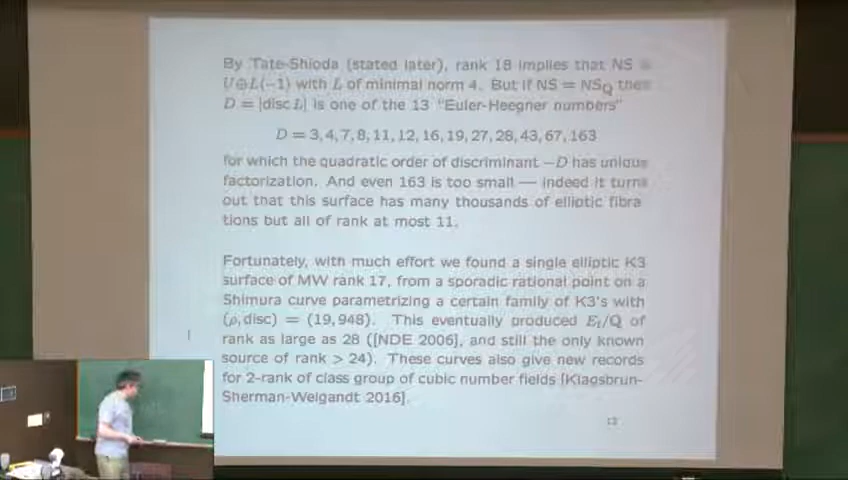 By Tate-Shioda (stated later), rank 18 implies that NS =
U⊕L(−1) with L of minimal norm 4. But if NS = NS_Q then
D = |disc L| is one of the 13 "Euler-Heegner numbers"
D = 3, 4, 7, 8, 11, 12, 16, 19, 27, 28, 43, 67, 163
for which the quadratic order of discriminant −D has unique
factorization. And even 163 is too small — indeed it turns
out that this surface has many thousands of elliptic fibra
tions but all of rank at most 11.
Fortunately, with much effort we found a single elliptic K3
surface of MW rank 17, from a sporadic rational point on a
Shimura curve parametrizing a certain family of K3's with
(ρ, disc) = (19, 948). This eventually produced E_t/Q of
rank as large as 28 ([NDE 2006], and still the only known
source of rank > 24). These curves also give new records
for 2-rank of class group of cubic number fields [Klagsbrun-
Sherman-Weigandt 2016].